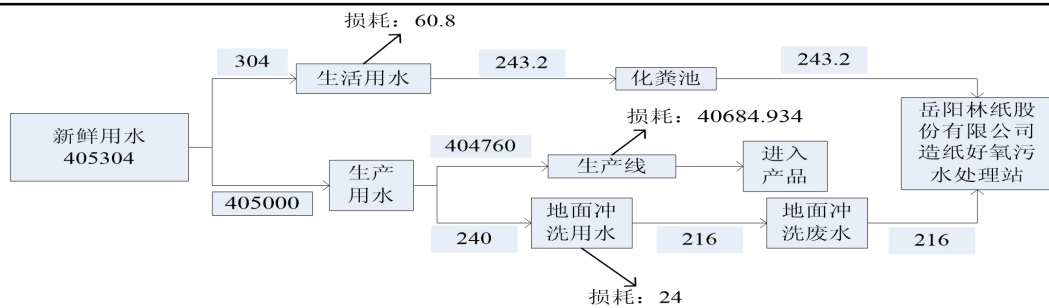 损耗：60.8
304
生活用水
243.2
化粪池
243.2
新鲜用水
405304
岳阳林纸股
份有限公司
造纸好氧污
水处理站
损耗：40684.934
404760
生产线
进入
产品
405000
生产
用水
240
地面冲
洗用水
216
地面冲
洗废水
216
损耗：24